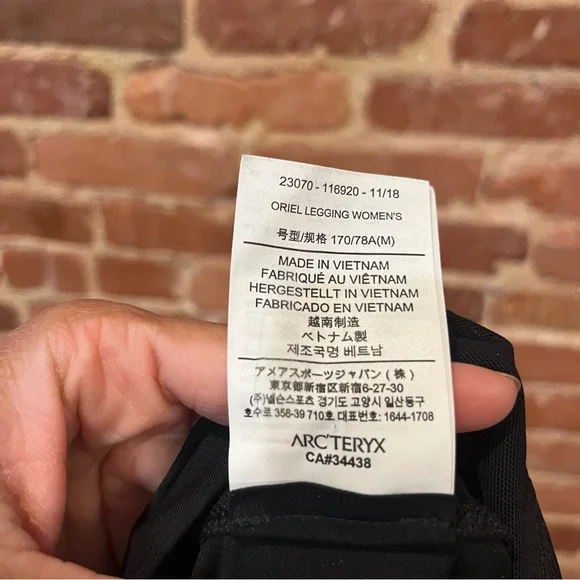 23070 - 116920 - 11/18
ORIEL LEGGING WOMEN'S
号型/规格 170/78A(M)
MADE IN VIETNAM
FABRIQUÉ AU VIÊTNAM
HERGESTELLT IN VIETNAM
FABRICADO EN VIETNAM
越南制造
ベトナム製
제조국명 베트남
アメアスポーツジャパン(株)
東京都新宿区新宿6-27-30
(주)넬슨스포츠 경기도 고양시 일산동구
호수로 358-39 710호 대표번호: 1644-1708
ARC'TERYX
CA#34438